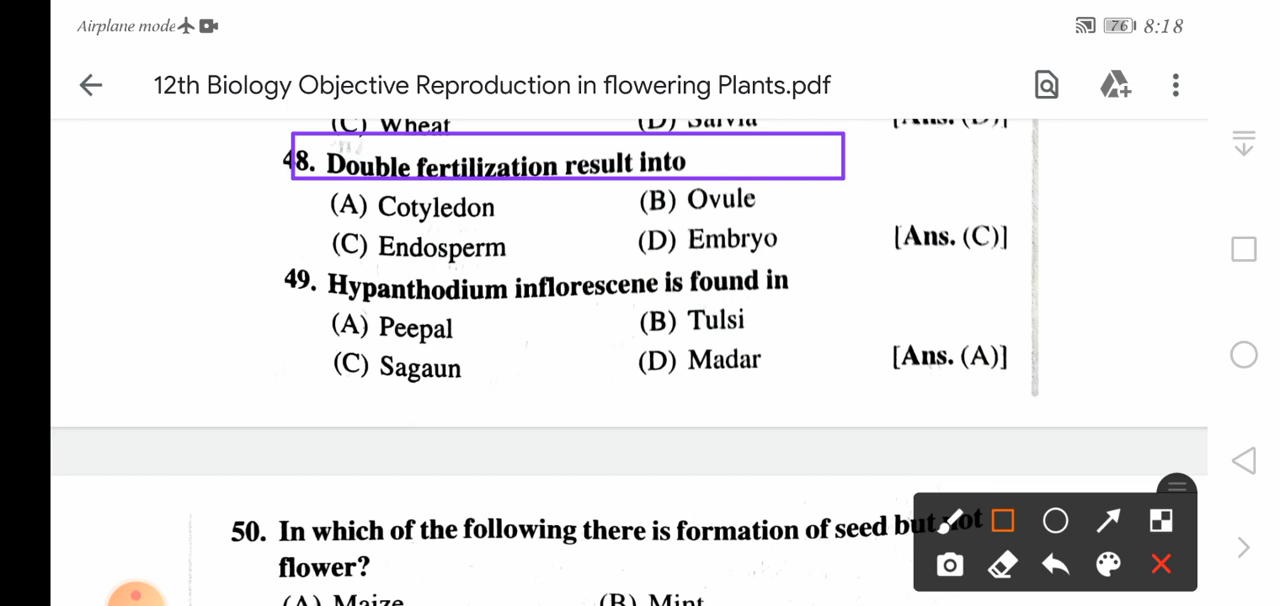 Airplane mode 76 8:18
12th Biology Objective Reproduction in flowering Plants.pdf
(C) Wheat (D) Salvia [Ans. (D)]
48. Double fertilization result into
(A) Cotyledon (B) Ovule
(C) Endosperm (D) Embryo [Ans. (C)]
49. Hypanthodium inflorescene is found in
(A) Peepal (B) Tulsi
(C) Sagaun (D) Madar [Ans. (A)]
50. In which of the following there is formation of seed but not
flower?
(A) Maize (B) Mint